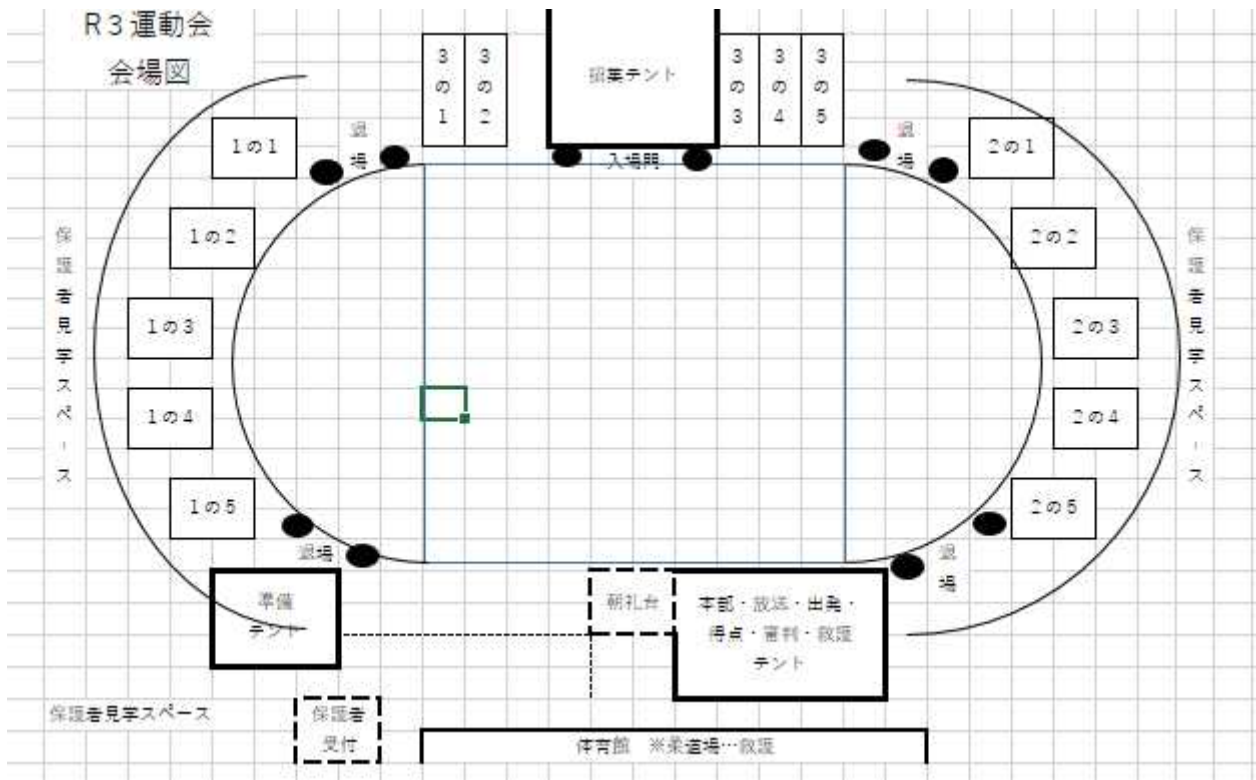 R3運動会
会場図
3の1
3の2
招集テント
3の3
3の4
3の5
退場
入場門
退場
1の1
2の1
1の2
2の2
1の3
2の3
1の4
2の4
1の5
2の5
保護者見学スペース
保護者見学スペース
退場
退場
準備
テント
朝礼台
本部・放送・出発・
得点・審判・救護
テント
保護者見学スペース
保護者
受付
体育館　※柔道場…救護